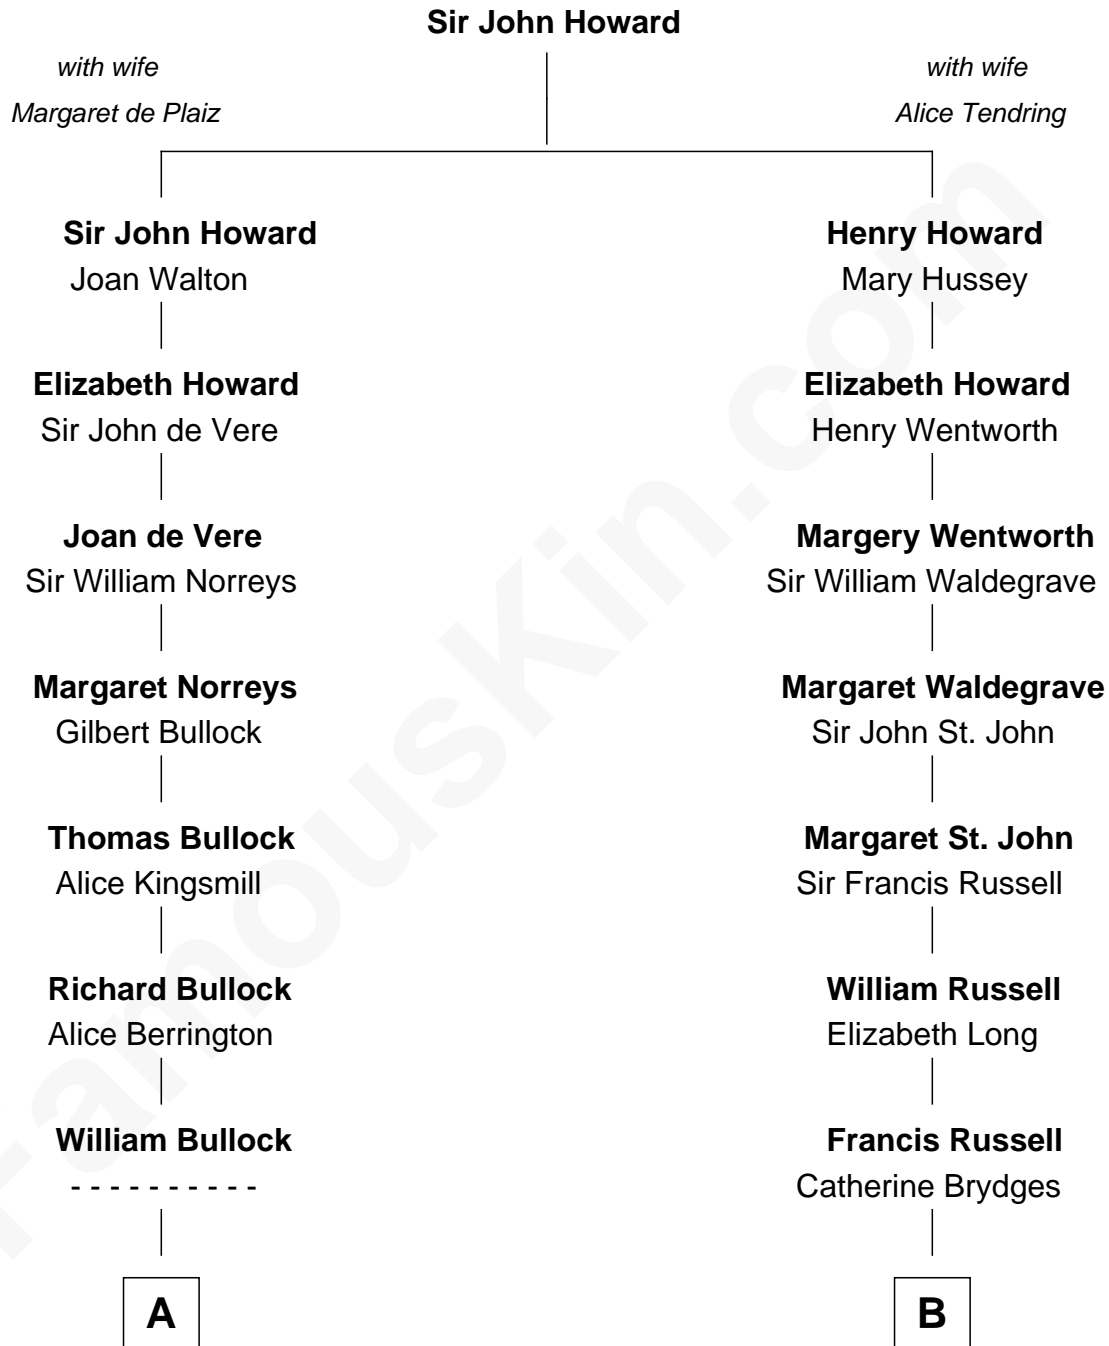 Sir John Howard
with wife
Margaret de Plaiz
with wife
Alice Tendring
Sir John Howard
Joan Walton
Henry Howard
Mary Hussey
Elizabeth Howard
Sir John de Vere
Elizabeth Howard
Henry Wentworth
Joan de Vere
Sir William Norreys
Margery Wentworth
Sir William Waldegrave
Margaret Norreys
Gilbert Bullock
Margaret Waldegrave
Sir John St. John
Thomas Bullock
Alice Kingsmill
Margaret St. John
Sir Francis Russell
Richard Bullock
Alice Berrington
William Russell
Elizabeth Long
William Bullock
- - - - - - - - - -
Francis Russell
Catherine Brydges
A
B
FamousKin.com